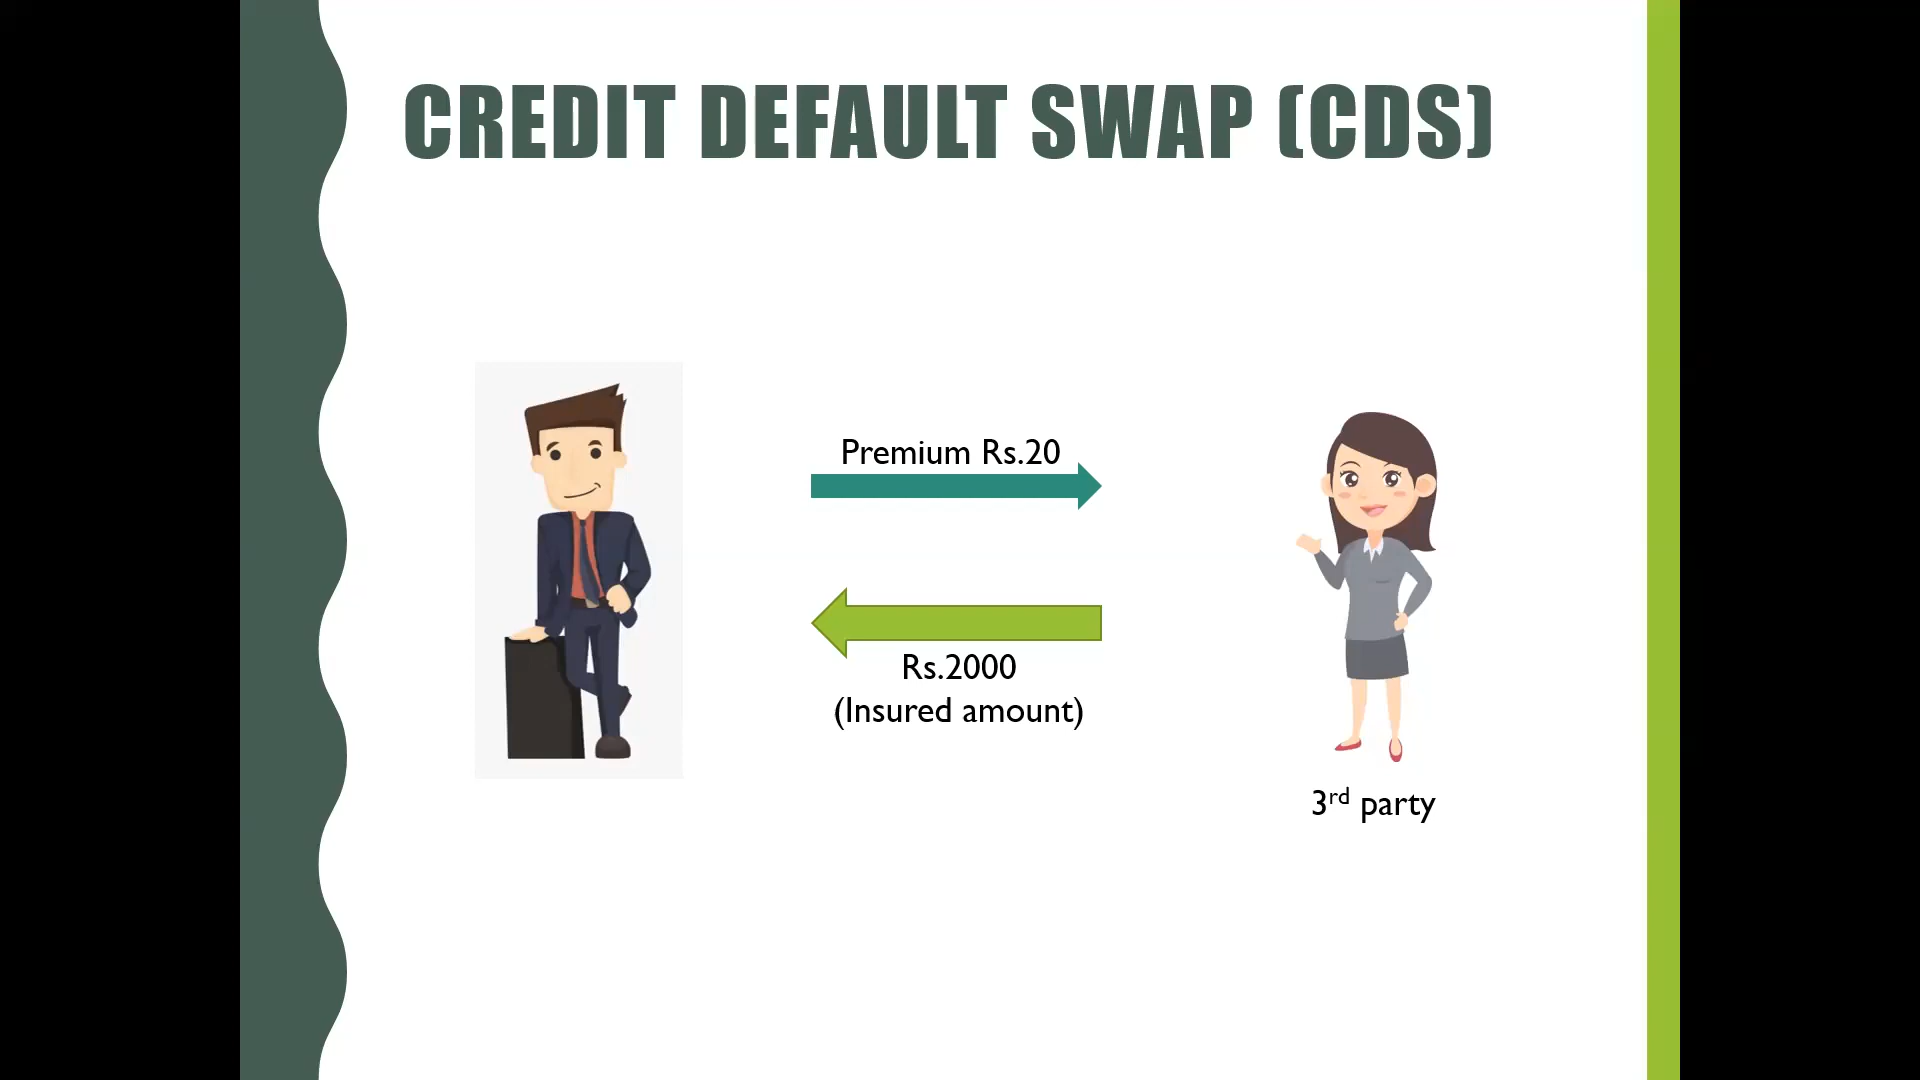 CREDIT DEFAULT SWAP (CDS)
Premium Rs.20
Rs.2000
(Insured amount)
3rd party